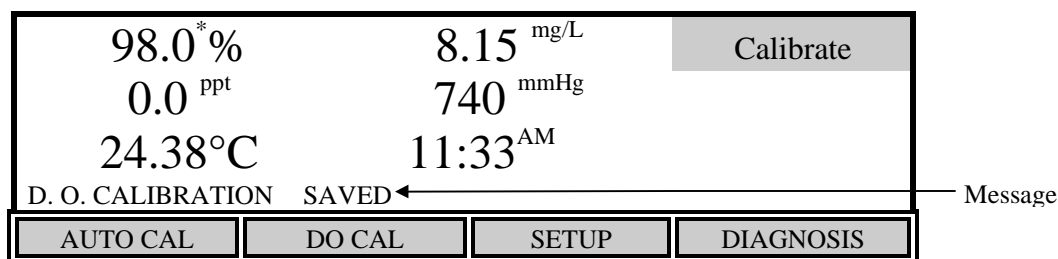 98.0*% 8.15 mg/L Calibrate
0.0 ppt 740 mmHg
24.38°C 11:33AM
D. O. CALIBRATION SAVED Message
AUTO CAL DO CAL SETUP DIAGNOSIS